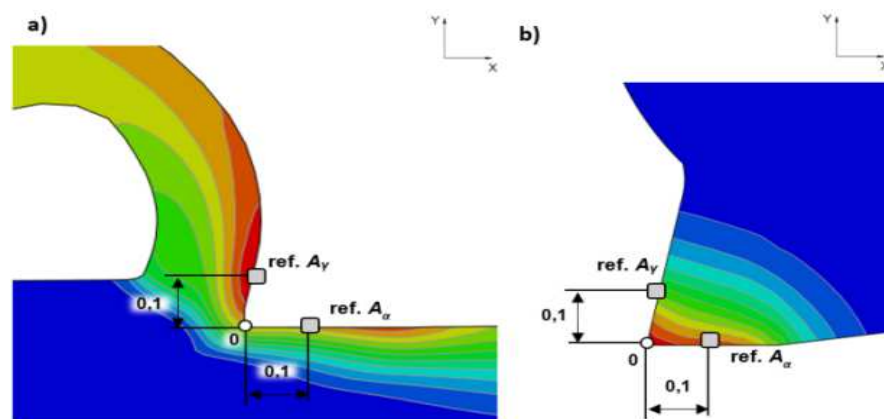 a)
Y
X
ref. Aγ
0,1
ref. Aα
0
0,1
b)
Y
X
ref. Aγ
0,1
0
ref. Aα
0,1